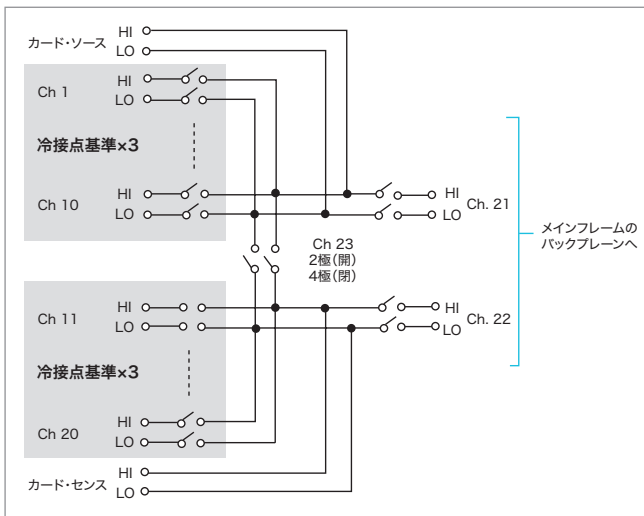 カード・ソース
HI
LO
Ch 1
HI
LO
冷接点基準×3
Ch 10
HI
LO
HI
LO
Ch. 21
メインフレームの
バックプレーンへ
Ch 23
2極(開)
4極(閉)
Ch 11
HI
LO
HI
LO
Ch. 22
冷接点基準×3
Ch 20
HI
LO
カード・センス
HI
LO